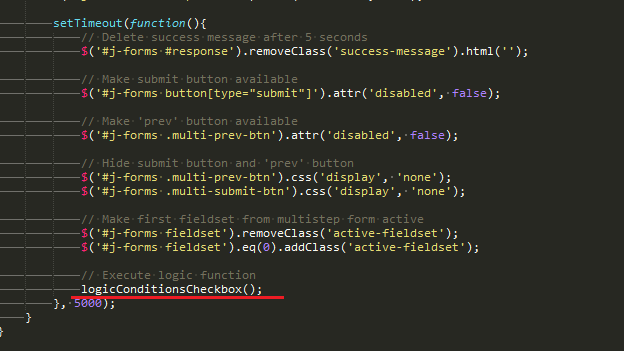 setTimeout(function(){
// Delete success message after 5 seconds
$('#j-forms #response').removeClass('success-message').html('');
// Make submit button available
$('#j-forms button[type="submit"]').attr('disabled', false);
// Make 'prev' button available
$('#j-forms .multi-prev-btn').attr('disabled', false);
// Hide submit button and 'prev' button
$('#j-forms .multi-prev-btn').css('display', 'none');
$('#j-forms .multi-submit-btn').css('display', 'none');
// Make first fieldset from multistep form active
$('#j-forms fieldset').removeClass('active-fieldset');
$('#j-forms fieldset').eq(0).addClass('active-fieldset');
// Execute logic function
logicConditionsCheckbox();
}, 5000);
}
}